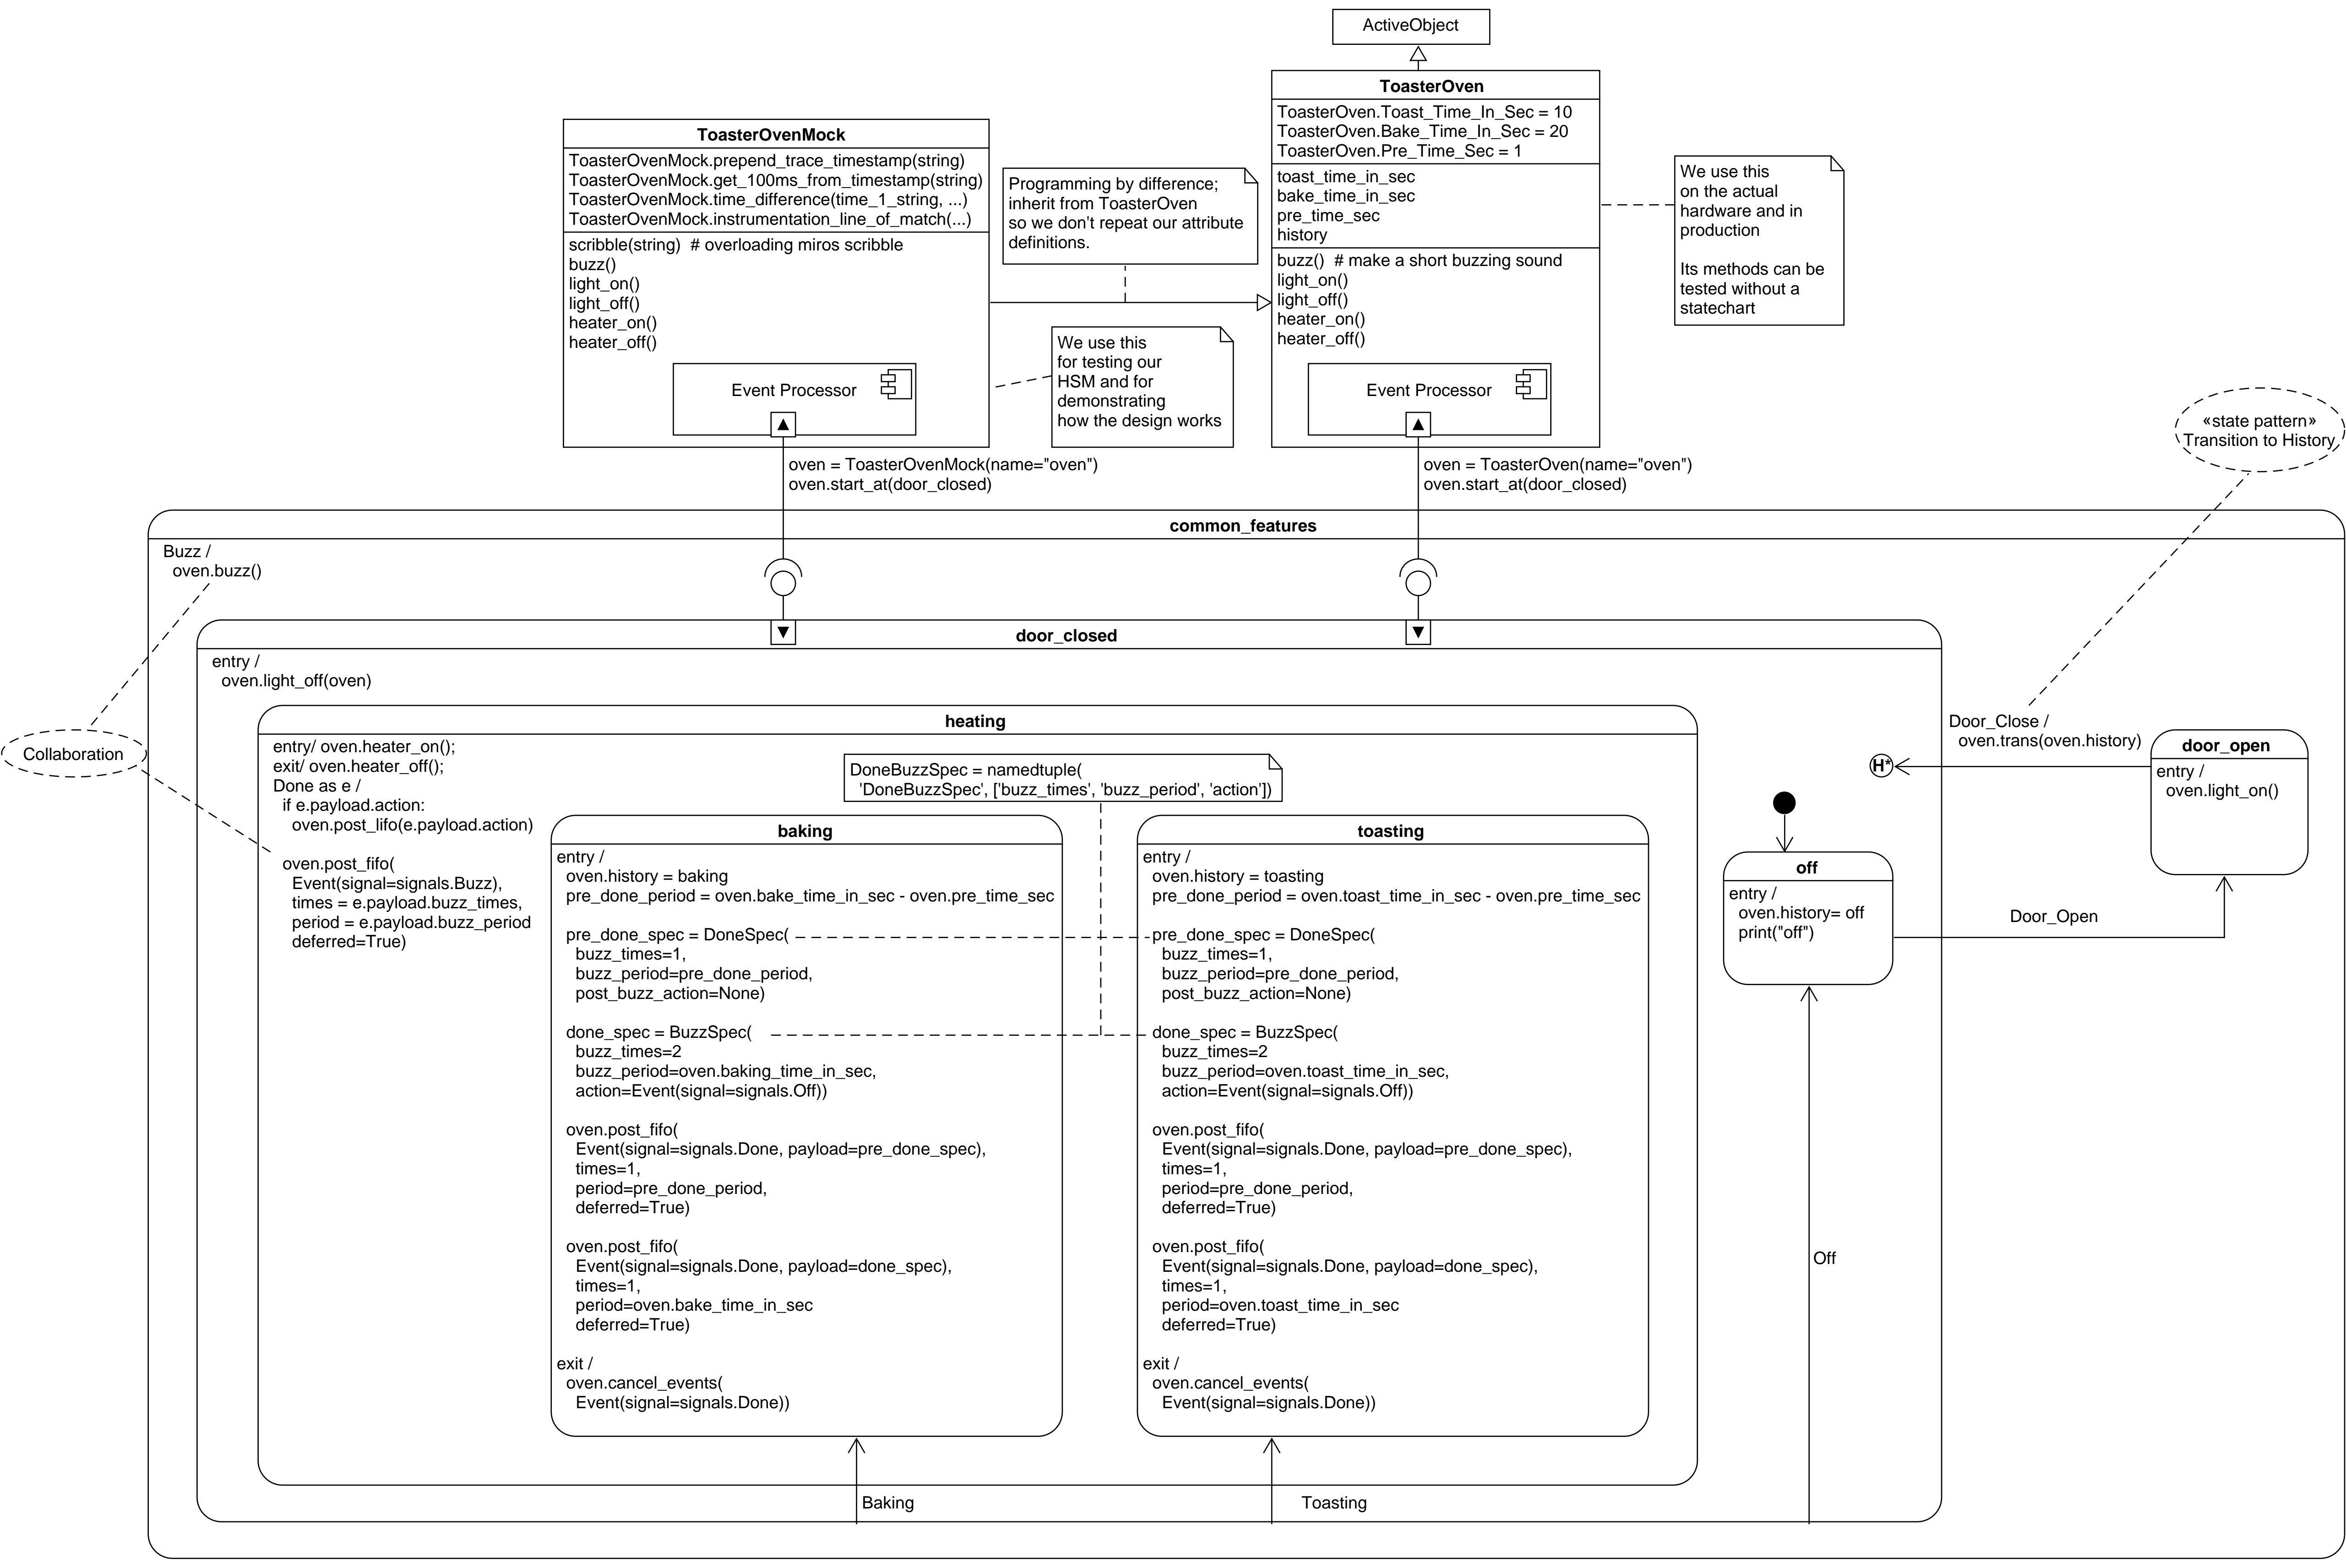 ActiveObject
ToasterOven
ToasterOven.Toast_Time_In_Sec = 10
ToasterOven.Bake_Time_In_Sec = 20
ToasterOven.Pre_Time_Sec = 1
toast_time_in_sec
bake_time_in_sec
pre_time_sec
history
buzz()  # make a short buzzing sound
light_on()
light_off()
heater_on()
heater_off()
Event Processor
ToasterOvenMock
ToasterOvenMock.prepend_trace_timestamp(string)
ToasterOvenMock.get_100ms_from_timestamp(string)
ToasterOvenMock.time_difference(time_1_string, ...)
ToasterOvenMock.instrumentation_line_of_match(...)
scribble(string)  # overloading miros scribble
buzz()
light_on()
light_off()
heater_on()
heater_off()
Event Processor
Programming by difference;
inherit from ToasterOven
so we don't repeat our attribute
definitions.
We use this
for testing our
HSM and for
demonstrating
how the design works
We use this
on the actual
hardware and in
production
Its methods can be
tested without a
statechart
«state pattern»
Transition to History
oven = ToasterOvenMock(name="oven")
oven.start_at(door_closed)
oven = ToasterOven(name="oven")
oven.start_at(door_closed)
common_features
Buzz /
oven.buzz()
Collaboration
door_closed
entry /
oven.light_off(oven)
heating
entry/ oven.heater_on();
exit/ oven.heater_off();
Done as e /
if e.payload.action:
oven.post_lifo(e.payload.action)
oven.post_fifo(
Event(signal=signals.Buzz),
times = e.payload.buzz_times,
period = e.payload.buzz_period
deferred=True)
DoneBuzzSpec = namedtuple(
'DoneBuzzSpec', ['buzz_times', 'buzz_period', 'action'])
baking
entry /
oven.history = baking
pre_done_period = oven.bake_time_in_sec - oven.pre_time_sec
pre_done_spec = DoneSpec(
buzz_times=1,
buzz_period=pre_done_period,
post_buzz_action=None)
done_spec = BuzzSpec(
buzz_times=2
buzz_period=oven.baking_time_in_sec,
action=Event(signal=signals.Off))
oven.post_fifo(
Event(signal=signals.Done, payload=pre_done_spec),
times=1,
period=pre_done_period,
deferred=True)
oven.post_fifo(
Event(signal=signals.Done, payload=done_spec),
times=1,
period=oven.bake_time_in_sec
deferred=True)
exit /
oven.cancel_events(
Event(signal=signals.Done))
toasting
entry /
oven.history = toasting
pre_done_period = oven.toast_time_in_sec - oven.pre_time_sec
pre_done_spec = DoneSpec(
buzz_times=1,
buzz_period=pre_done_period,
post_buzz_action=None)
done_spec = BuzzSpec(
buzz_times=2
buzz_period=oven.toast_time_in_sec,
action=Event(signal=signals.Off))
oven.post_fifo(
Event(signal=signals.Done, payload=pre_done_spec),
times=1,
period=pre_done_period,
deferred=True)
oven.post_fifo(
Event(signal=signals.Done, payload=done_spec),
times=1,
period=oven.toast_time_in_sec
deferred=True)
exit /
oven.cancel_events(
Event(signal=signals.Done))
Baking
Toasting
H*
off
entry /
oven.history= off
print("off")
Off
Door_Close /
oven.trans(oven.history)
door_open
entry /
oven.light_on()
Door_Open